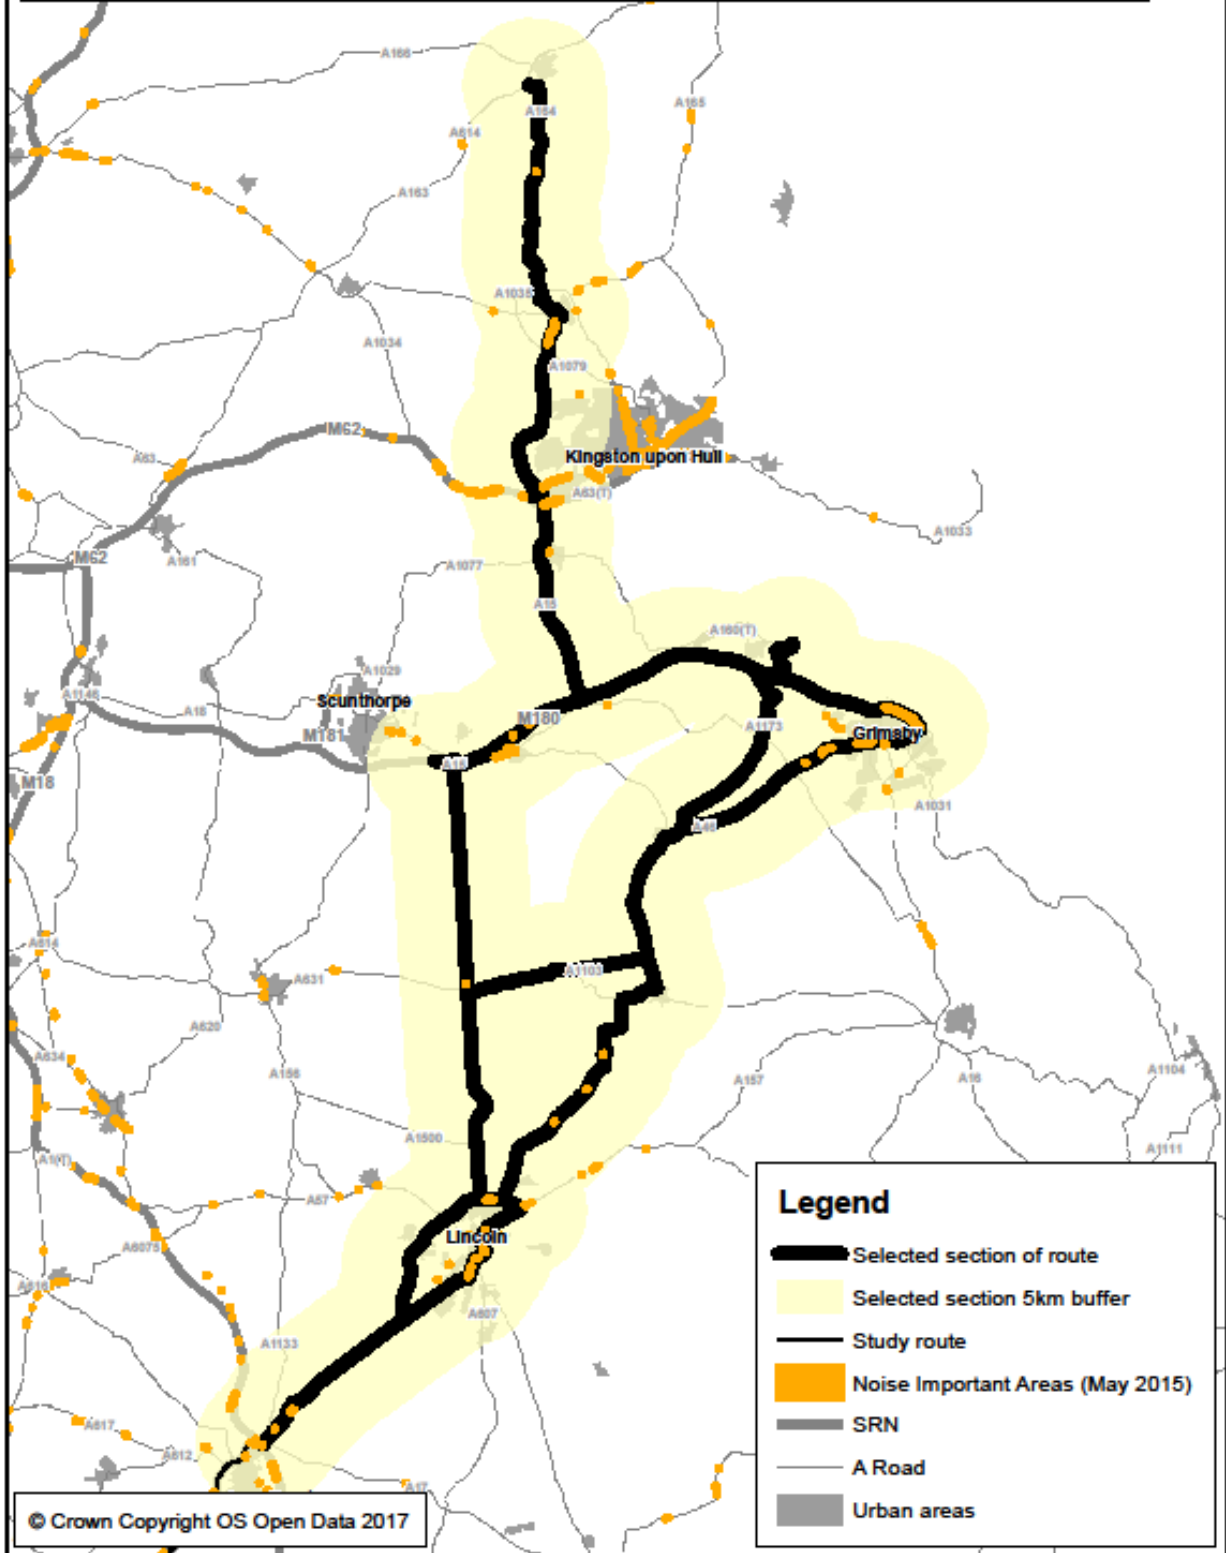 A166
A164
A165
A614
A163
A1035
A1034
A1079
M62
A63
Kingston upon Hull
A63(T)
A1033
M62
A161
A1077
A15
A160(T)
A1029
A1146
Scunthorpe
A18
M180
A1173
Grimsby
M181
A15
M18
A1031
A46
A614
A631
A1103
A620
A634
A156
A157
A16
A1104
A1500
A1111
A1(T)
A57
Lincoln
A6075
A616
A607
A1133
A617
A612
A17
Legend
Selected section of route
Selected section 5km buffer
Study route
Noise Important Areas (May 2015)
SRN
A Road
Urban areas
© Crown Copyright OS Open Data 2017